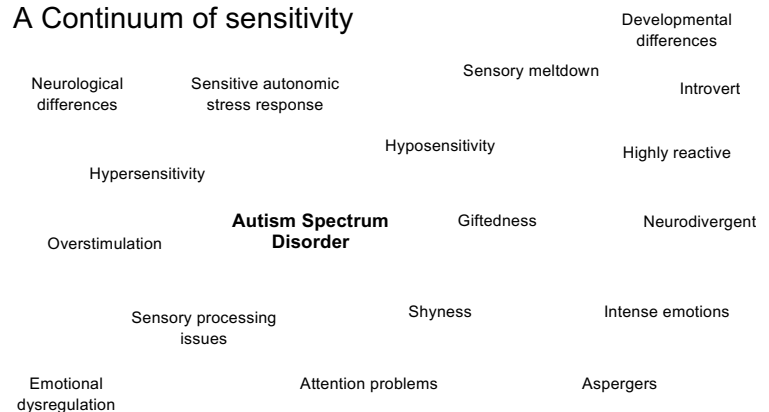 A Continuum of sensitivity
Developmental
differences
Sensory meltdown
Neurological
differences
Sensitive autonomic
stress response
Introvert
Hyposensitivity
Highly reactive
Hypersensitivity
Autism Spectrum
Disorder
Giftedness
Neurodivergent
Overstimulation
Sensory processing
issues
Shyness
Intense emotions
Emotional
dysregulation
Attention problems
Aspergers